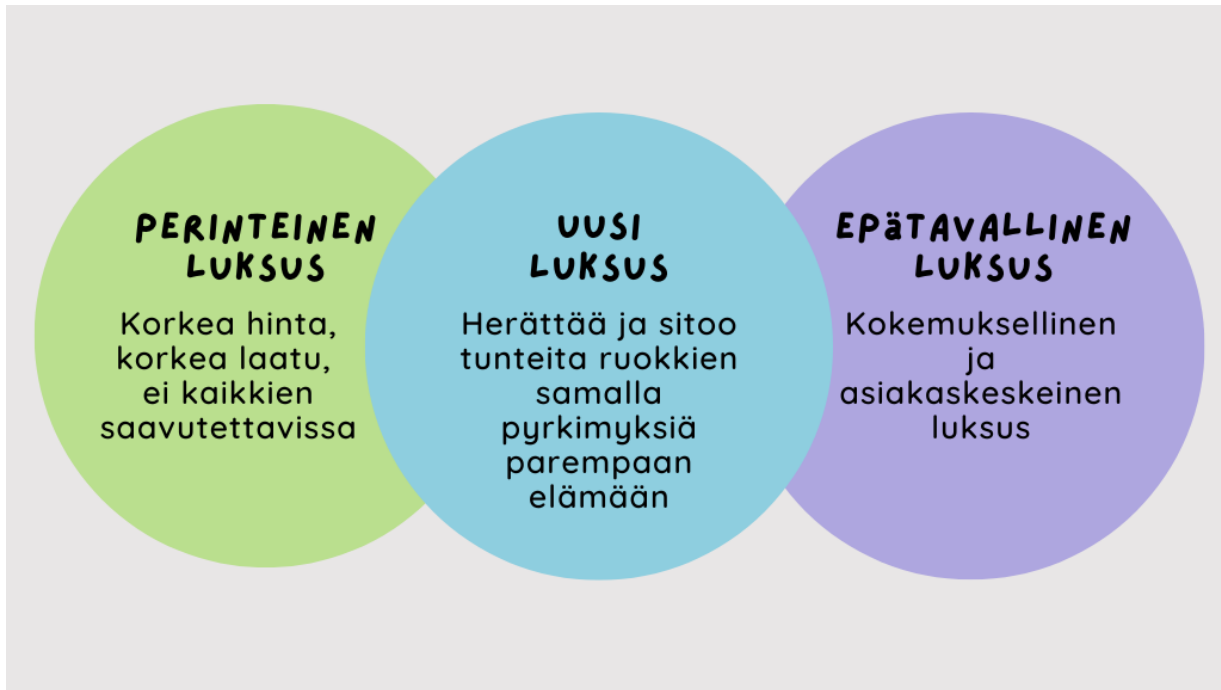 PERINTEINEN
LUKSUS
Korkea hinta,
korkea laatu,
ei kaikkien
saavutettavissa
UUSI
LUKSUS
Herättää ja sitoo
tunteita ruokkien
samalla
pyrkimyksiä
parempaan
elämään
EPäTAVALLINEN
LUKSUS
Kokemuksellinen
ja
asiakaskeskeinen
luksus